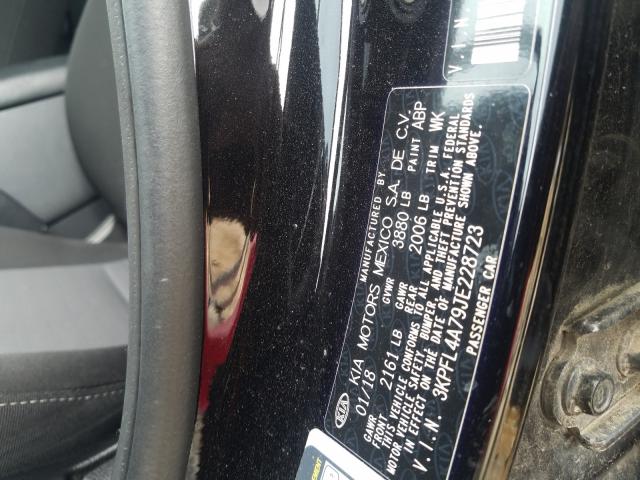 KIA
MANUFACTURED BY
KIA MOTORS MEXICO S.A. DE C.V.
01/18 GVWR 3880 LB PAINT ABP
GAWR FRONT 2161 LB GAWR REAR 2006 LB TRIM WK
THIS VEHICLE CONFORMS TO ALL APPLICABLE U.S.A. FEDERAL
MOTOR VEHICLE SAFETY, BUMPER, AND THEFT PREVENTION STANDARDS
IN EFFECT ON THE DATE OF MANUFACTURE SHOWN ABOVE.
V.I.N. 3KPFL4A79JE228723
PASSENGER CAR
V I N